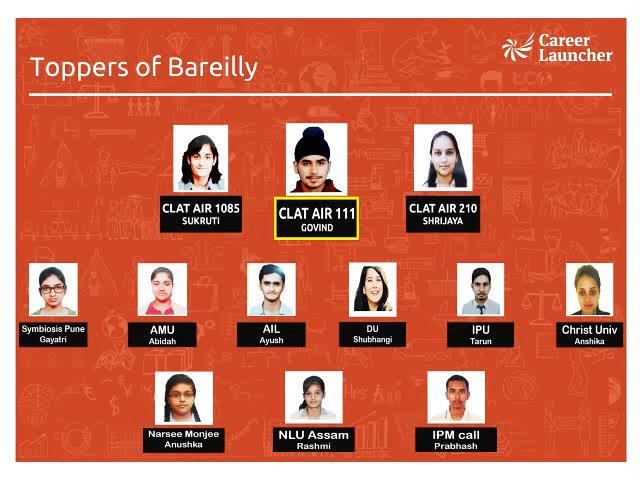 Toppers of Bareilly
Career
Launcher
CLAT AIR 1085
SUKRUTI
CLAT AIR 111
GOVIND
CLAT AIR 210
SHRIJAYA
Symbiosis Pune
Gayatri
AMU
Abidah
AIL
Ayush
DU
Shubhangi
IPU
Tarun
Christ Univ
Anshika
Narsee Monjee
Anushka
NLU Assam
Rashmi
IPM call
Prabhash